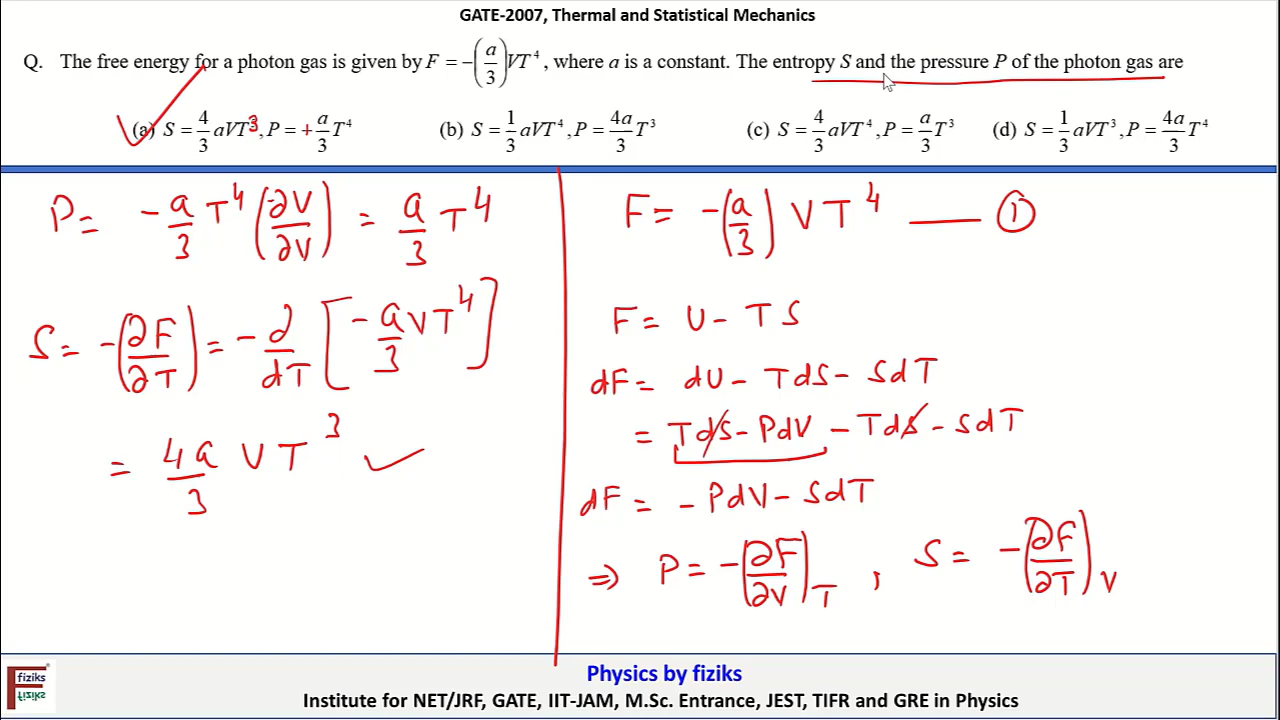 GATE-2007, Thermal and Statistical Mechanics
Q. The free energy for a photon gas is given by F = −(a/3)VT⁴, where a is a constant. The entropy S and the pressure P of the photon gas are
(a) S = 4/3 aVT³, P = +a/3 T⁴ (b) S = 1/3 aVT⁴, P = 4a/3 T³ (c) S = 4/3 aVT⁴, P = a/3 T³ (d) S = 1/3 aVT³, P = 4a/3 T⁴
P = −a/3 T⁴ (∂V/∂V) = a/3 T⁴
S = −(∂F/∂T) = −∂/dT [−a/3 VT⁴]
= 4a/3 VT³ ✓
F = −(a/3) VT⁴ —— ①
F = U − TS
dF = dU − TdS − SdT
= TdS − PdV − TdS − SdT
dF = −PdV − SdT
⇒ P = −(∂F/∂V)_T , S = −(∂F/∂T)_V
fiziks
Physics by fiziks
Institute for NET/JRF, GATE, IIT-JAM, M.Sc. Entrance, JEST, TIFR and GRE in Physics